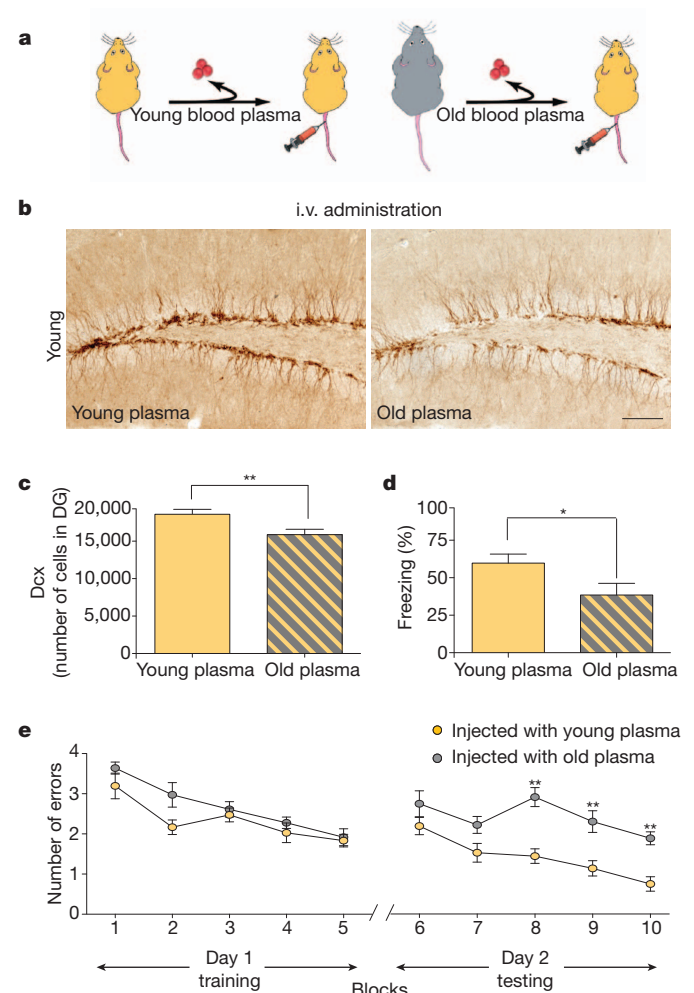 a
Young blood plasma
Old blood plasma
b
i.v. administration
Young
Young plasma
Old plasma
c
**
20,000
15,000
10,000
5,000
0
Dcx
(number of cells in DG)
Young plasma Old plasma
d
*
100
75
50
25
0
Freezing (%)
Young plasma Old plasma
e
Injected with young plasma
Injected with old plasma
4
3
2
1
0
Number of errors
**
**
**
1 2 3 4 5 6 7 8 9 10
Day 1
training
Day 2
testing
Blocks